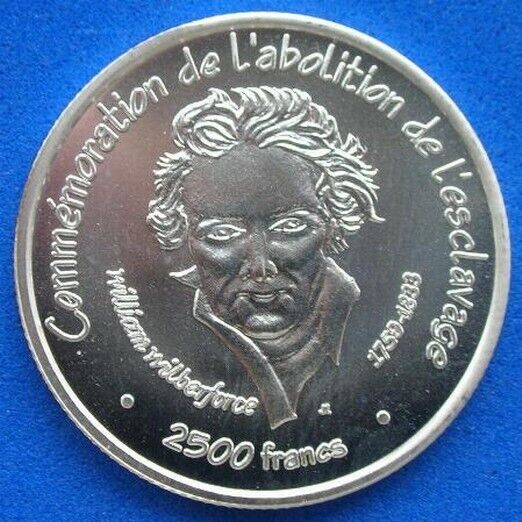 Commémoration de L'abolition de L'esclavage
william wilberforce
1759-1833
2500 francs